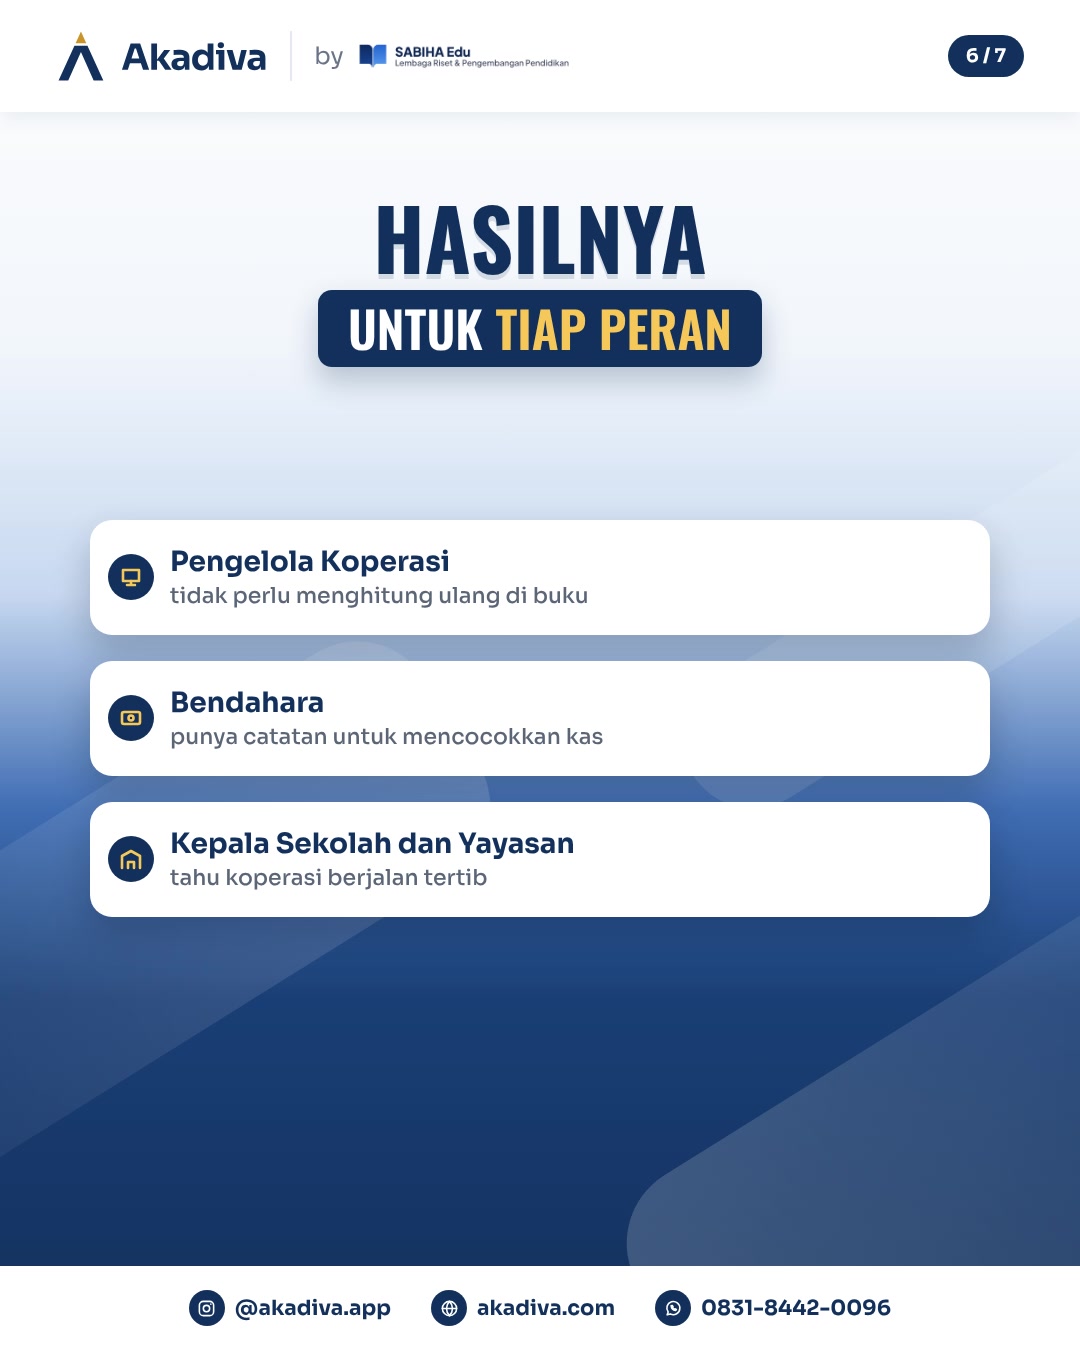 Akadiva
by
SABIHA Edu
Lembaga Riset & Pengembangan Pendidikan
6 / 7
HASILNYA
UNTUK TIAP PERAN
Pengelola Koperasi
tidak perlu menghitung ulang di buku
Bendahara
punya catatan untuk mencocokkan kas
Kepala Sekolah dan Yayasan
tahu koperasi berjalan tertib
@akadiva.app
akadiva.com
0831-8442-0096